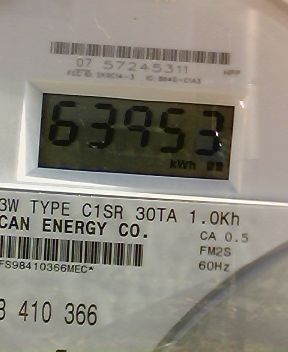 07 57245311
63953
kWh
3W TYPE C1SR 30TA 1.0Kh
CAN ENERGY CO.
CA 0.5
FM2S
60Hz
FS98410366MEC*
410 366